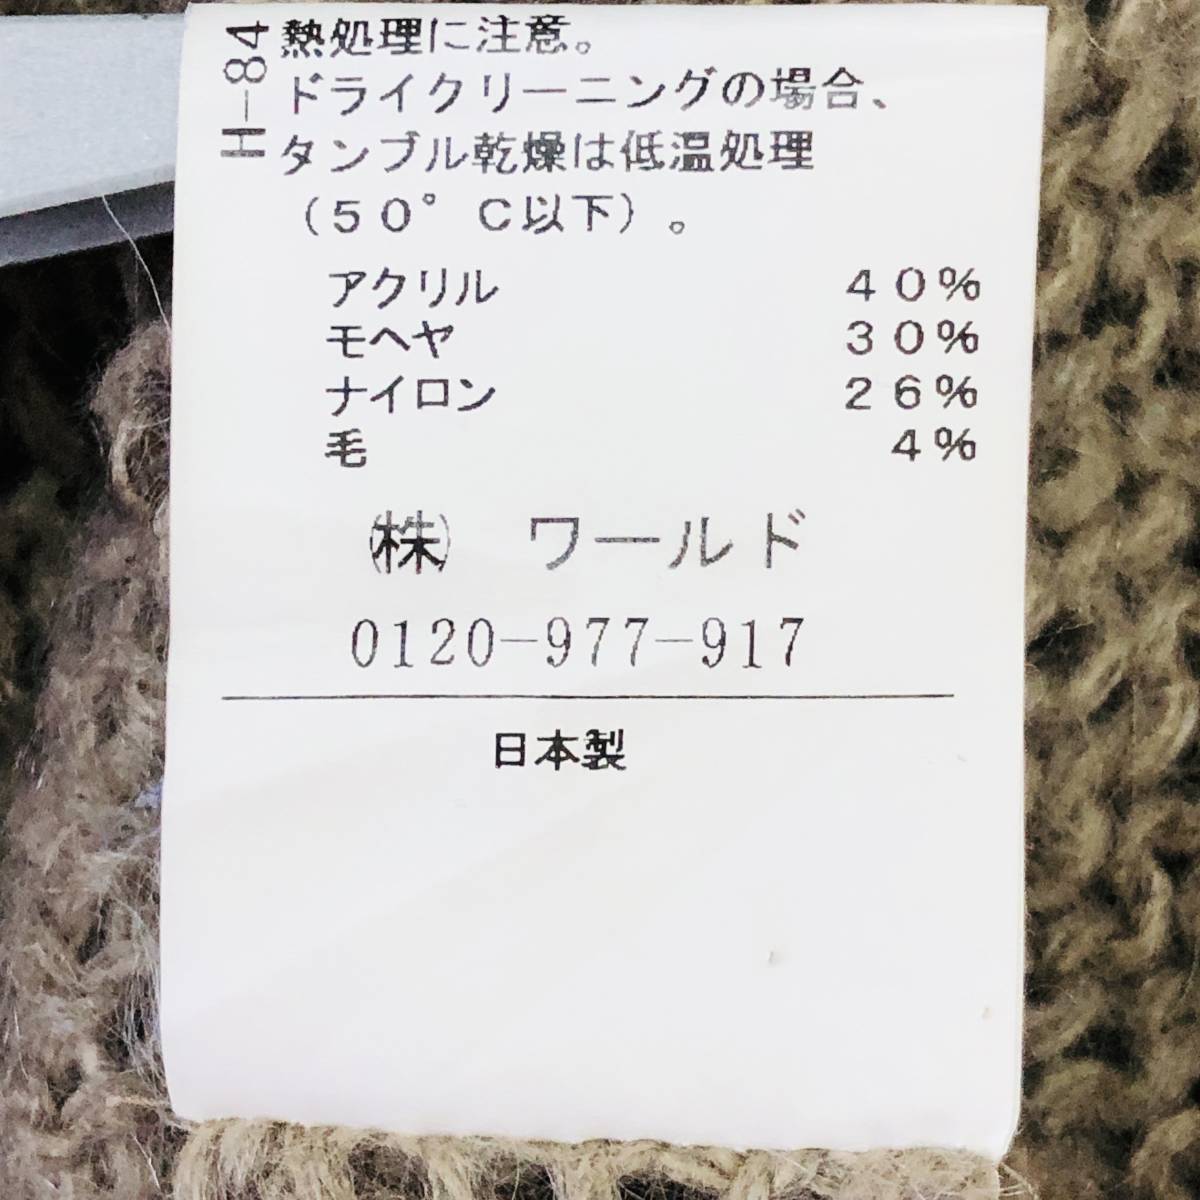 H-84
熱処理に注意。
ドライクリーニングの場合、
タンブル乾燥は低温処理
（５０°Ｃ以下）。
アクリル　４０％
モヘヤ　３０％
ナイロン　２６％
毛　４％
㈱　ワールド
0120-977-917
日本製